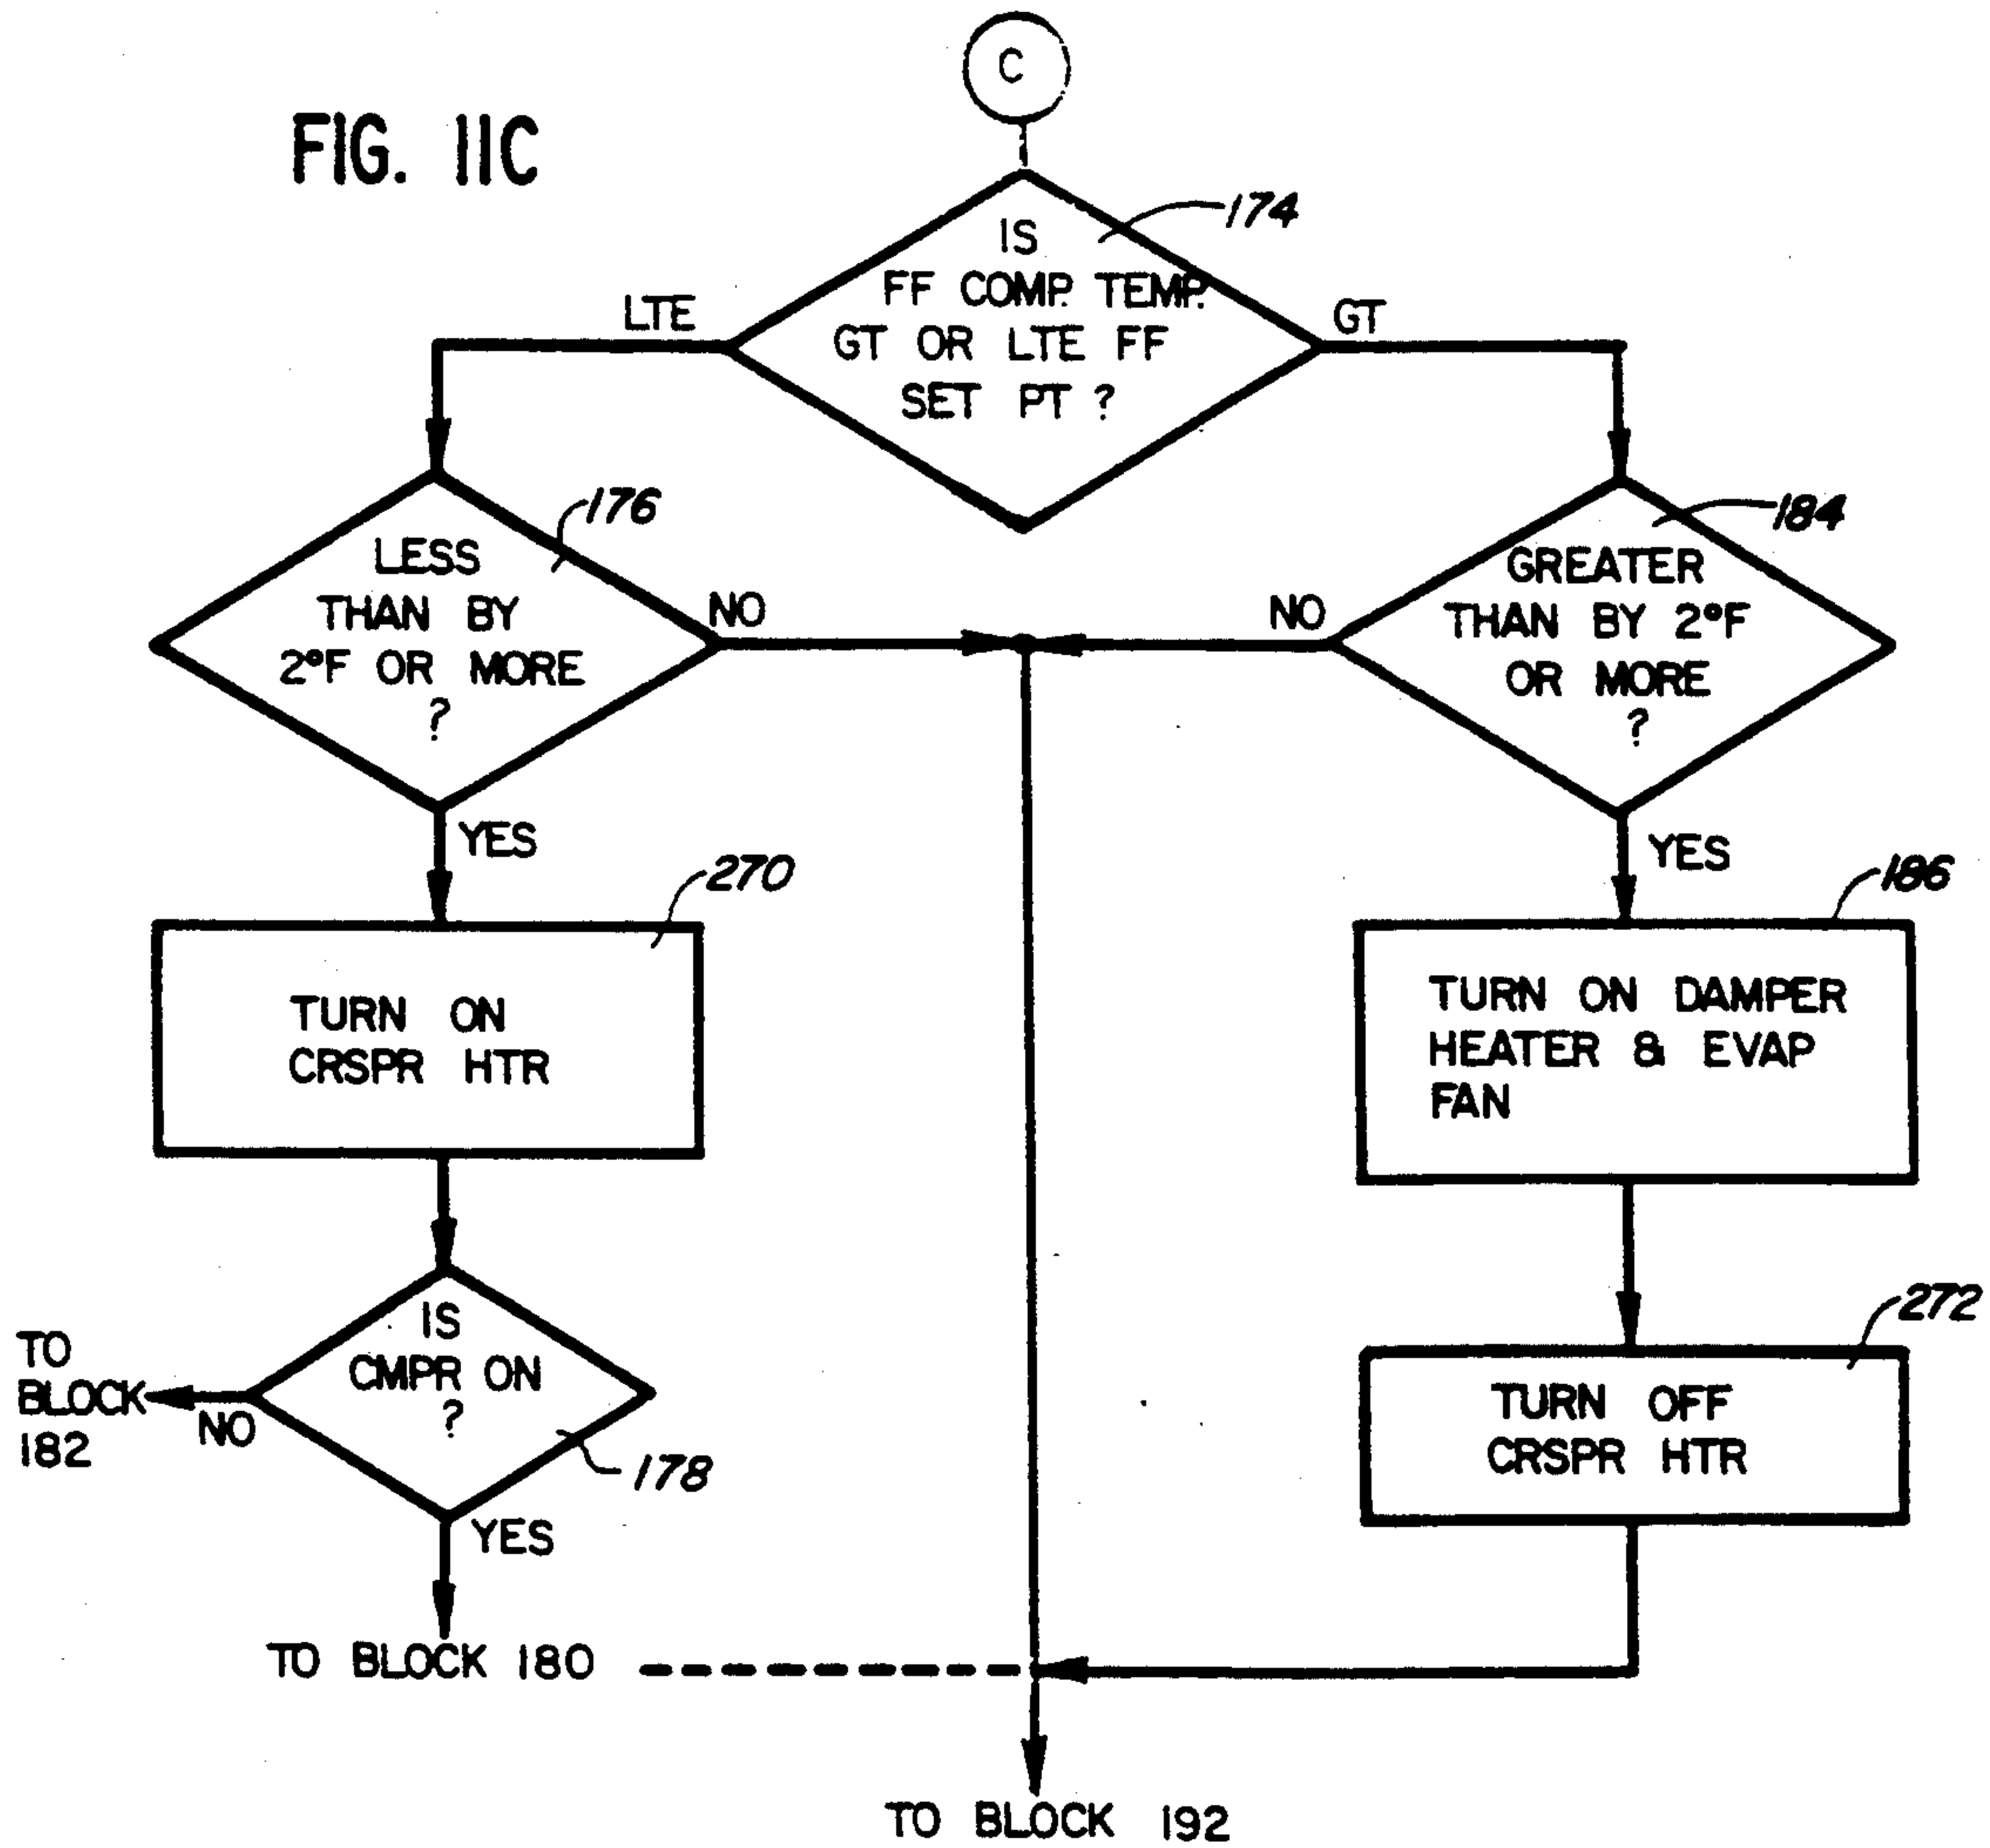 C
FIG. 11C
174
IS
FF COMP. TEMP.
GT OR LTE FF
SET PT ?
LTE
GT
176
LESS
THAN BY
2°F OR MORE
?
NO
YES
184
GREATER
THAN BY 2°F
OR MORE
?
NO
YES
270
TURN ON
CRSPR HTR
186
TURN ON DAMPER
HEATER & EVAP
FAN
IS
CMPR ON
?
178
TO
BLOCK
182
NO
YES
272
TURN OFF
CRSPR HTR
TO BLOCK 180
TO BLOCK 192